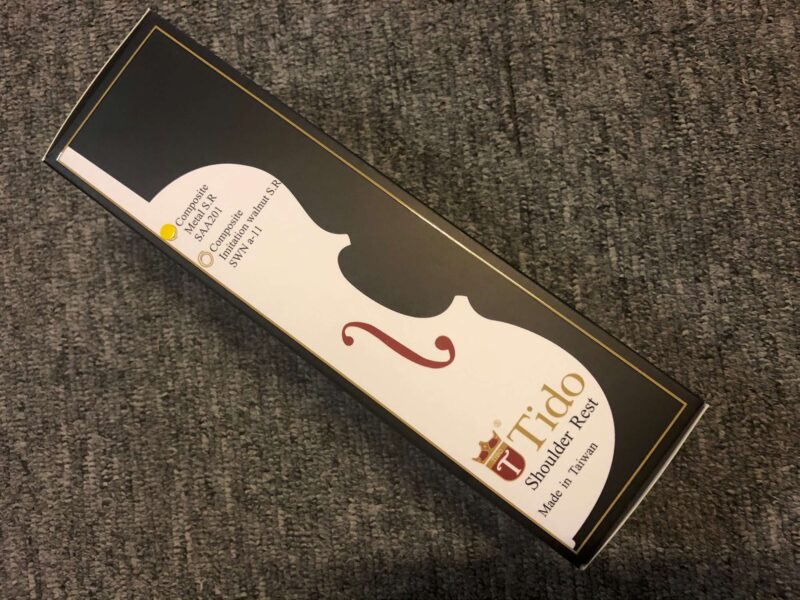 Composite
Metal S.R
SAA201
Composite
Imitation walnut S.R
SWN a-11
T
®
Tido
Shoulder Rest
Made in Taiwan